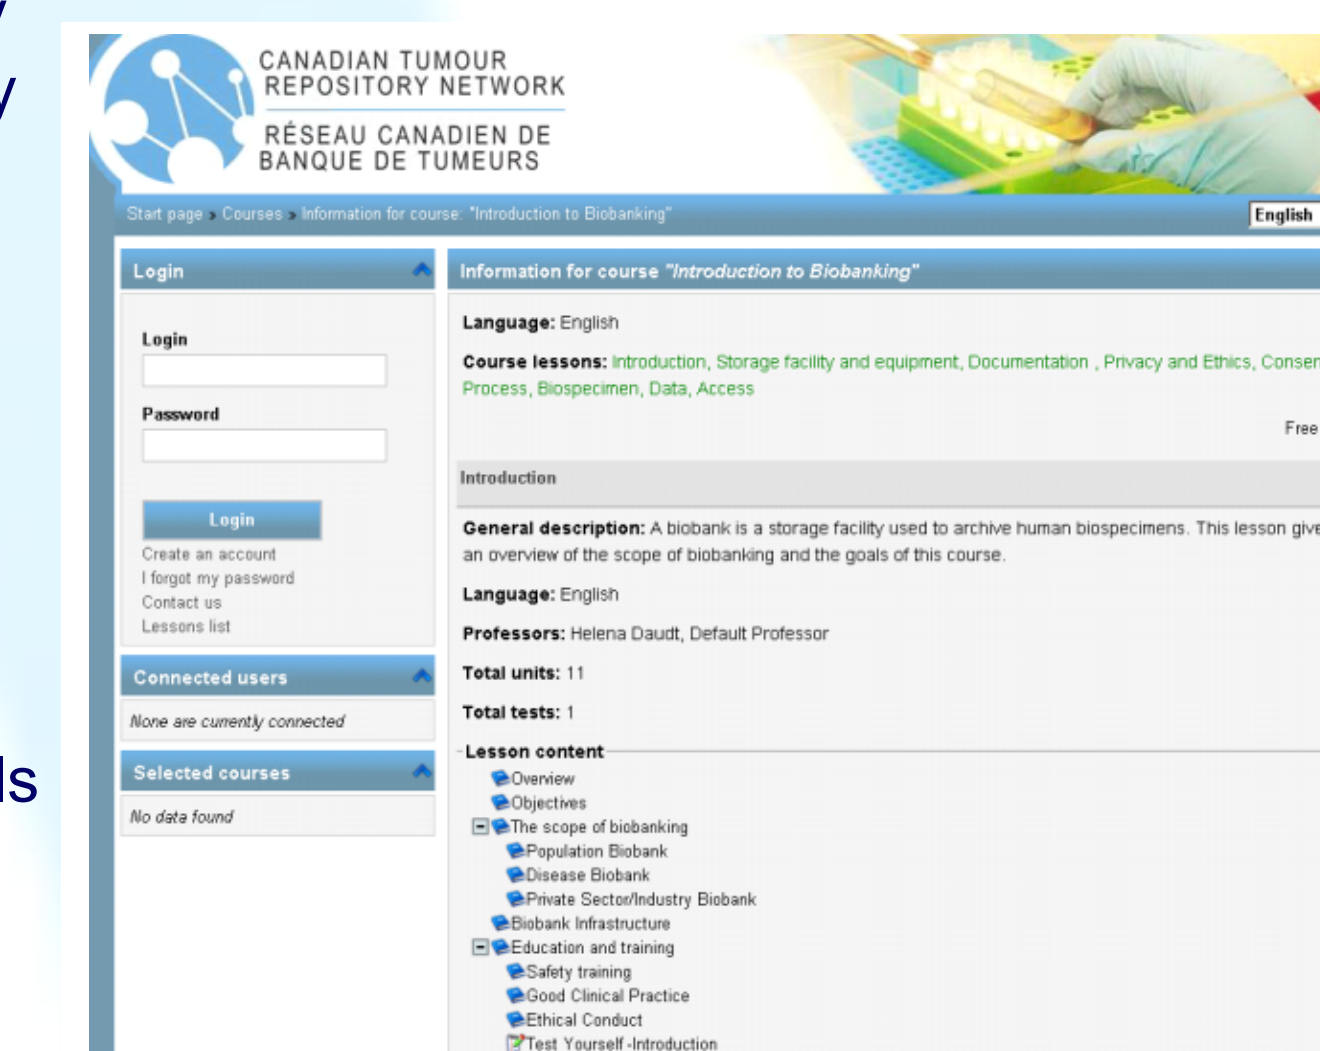 y
y
ls
CANADIAN TUMOUR
REPOSITORY NETWORK
RÉSEAU CANADIEN DE
BANQUE DE TUMEURS
Start page » Courses » Information for course: "Introduction to Biobanking"
English
Login
Login
Password
Login
Create an account
I forgot my password
Contact us
Lessons list
Connected users
None are currently connected
Selected courses
No data found
Information for course "Introduction to Biobanking"
Language: English
Course lessons: Introduction, Storage facility and equipment, Documentation , Privacy and Ethics, Consen
Process, Biospecimen, Data, Access
Free
Introduction
General description: A biobank is a storage facility used to archive human biospecimens. This lesson give
an overview of the scope of biobanking and the goals of this course.
Language: English
Professors: Helena Daudt, Default Professor
Total units: 11
Total tests: 1
Lesson content
Overview
Objectives
The scope of biobanking
Population Biobank
Disease Biobank
Private Sector/Industry Biobank
Biobank Infrastructure
Education and training
Safety training
Good Clinical Practice
Ethical Conduct
Test Yourself -Introduction